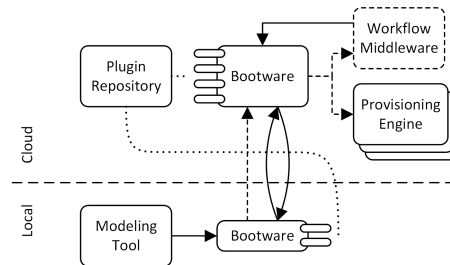 Workflow
Middleware
Plugin
Repository
Bootware
Provisioning
Engine
Cloud
Local
Modeling
Tool
Bootware